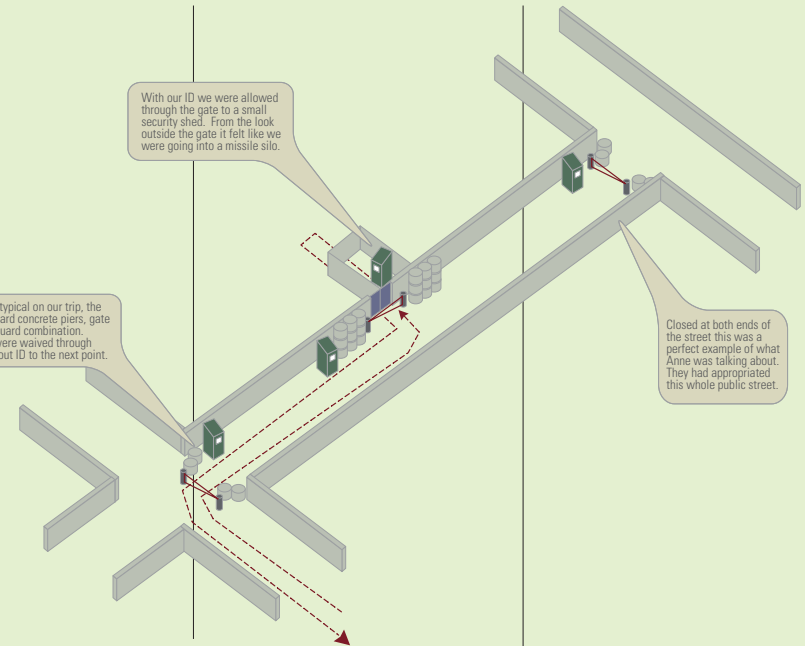 With our ID we were allowed
through the gate to a small
security shed.  From the look
outside the gate it felt like we
were going into a missile silo.
typical on our trip, the
ard concrete piers, gate
uard combination.
ere waived through
out ID to the next point.
Closed at both ends of
the street this was a
perfect example of what
Anne was talking about.
They had appropriated
this whole public street.